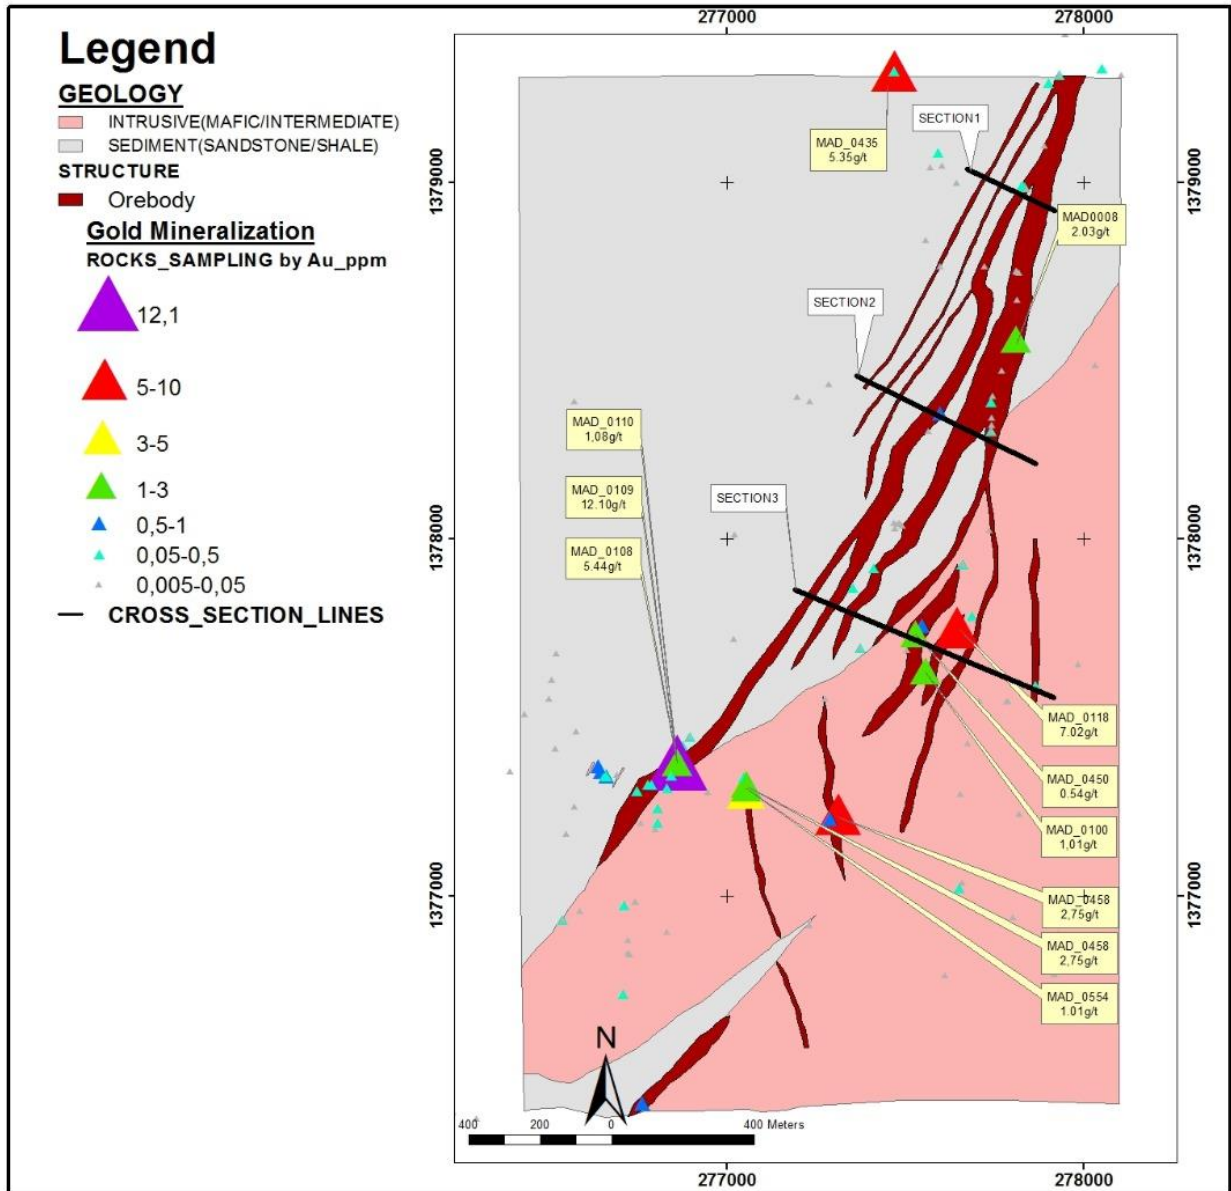 Legend
GEOLOGY
INTRUSIVE(MAFIC/INTERMEDIATE)
SEDIMENT(SANDSTONE/SHALE)
STRUCTURE
Orebody
Gold Mineralization
ROCKS_SAMPLING by Au_ppm
12,1
5-10
3-5
1-3
0,5-1
0,05-0,5
0,005-0,05
CROSS_SECTION_LINES
277000
278000
1379000
1379000
1378000
1378000
1377000
1377000
SECTION1
MAD_0435
5.35g/t
MAD0008
2.03g/t
SECTION2
MAD_0110
1,08g/t
MAD_0109
12.10g/t
SECTION3
MAD_0108
5.44g/t
MAD_0118
7.02g/t
MAD_0450
0.54g/t
MAD_0100
1,01g/t
MAD_0458
2,75g/t
MAD_0458
2,75g/t
MAD_0554
1.01g/t
N
400 200 0 400 Meters
277000
278000